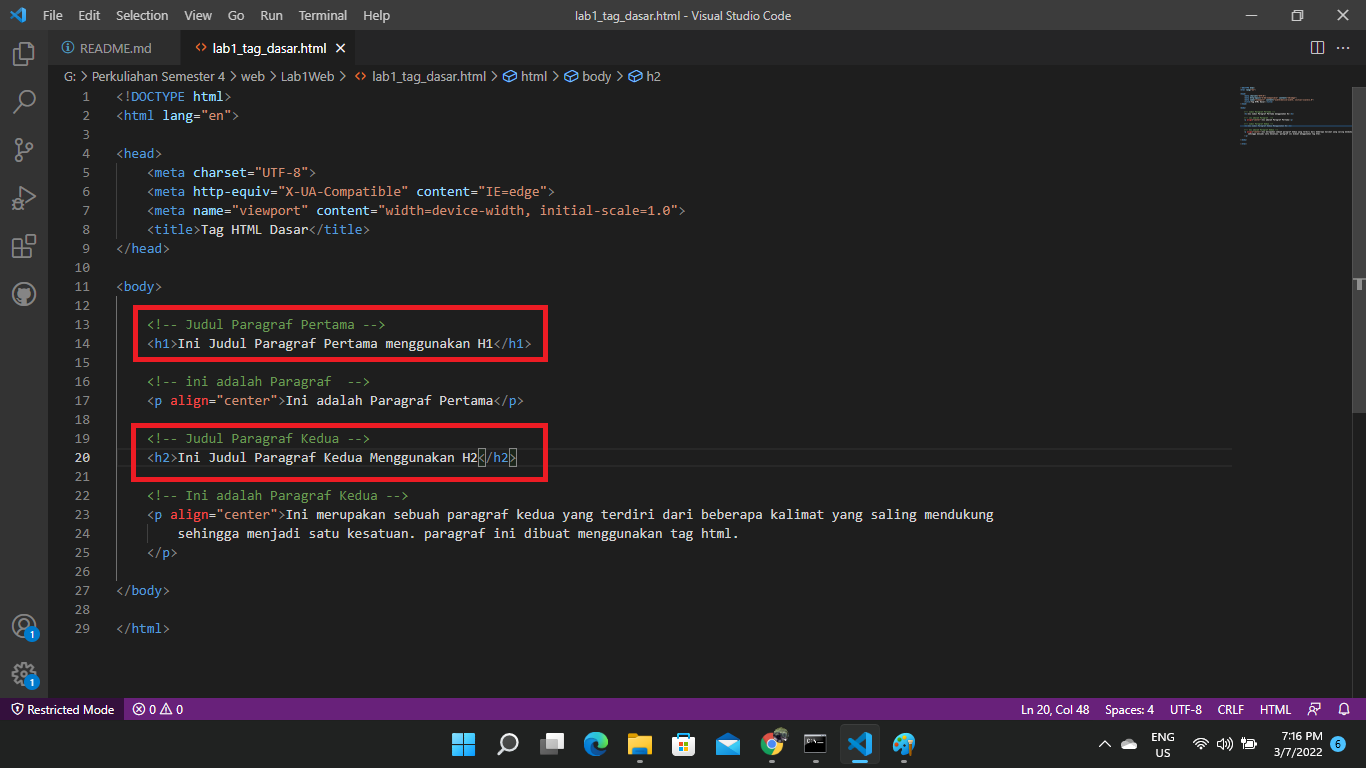 File Edit Selection View Go Run Terminal Help lab1_tag_dasar.html - Visual Studio Code
README.md lab1_tag_dasar.html
G: > Perkuliahan Semester 4 > web > Lab1Web > lab1_tag_dasar.html > html > body > h2
1 <!DOCTYPE html>
2 <html lang="en">
3
4 <head>
5 <meta charset="UTF-8">
6 <meta http-equiv="X-UA-Compatible" content="IE=edge">
7 <meta name="viewport" content="width=device-width, initial-scale=1.0">
8 <title>Tag HTML Dasar</title>
9 </head>
10
11 <body>
12
13 <!-- Judul Paragraf Pertama -->
14 <h1>Ini Judul Paragraf Pertama menggunakan H1</h1>
15
16 <!-- ini adalah Paragraf  -->
17 <p align="center">Ini adalah Paragraf Pertama</p>
18
19 <!-- Judul Paragraf Kedua -->
20 <h2>Ini Judul Paragraf Kedua Menggunakan H2</h2>
21
22 <!-- Ini adalah Paragraf Kedua -->
23 <p align="center">Ini merupakan sebuah paragraf kedua yang terdiri dari beberapa kalimat yang saling mendukung
24 sehingga menjadi satu kesatuan. paragraf ini dibuat menggunakan tag html.
25 </p>
26
27 </body>
28
29 </html>
1
1
Restricted Mode 0 0 Ln 20, Col 48 Spaces: 4 UTF-8 CRLF HTML
ENG US 7:16 PM 3/7/2022 6